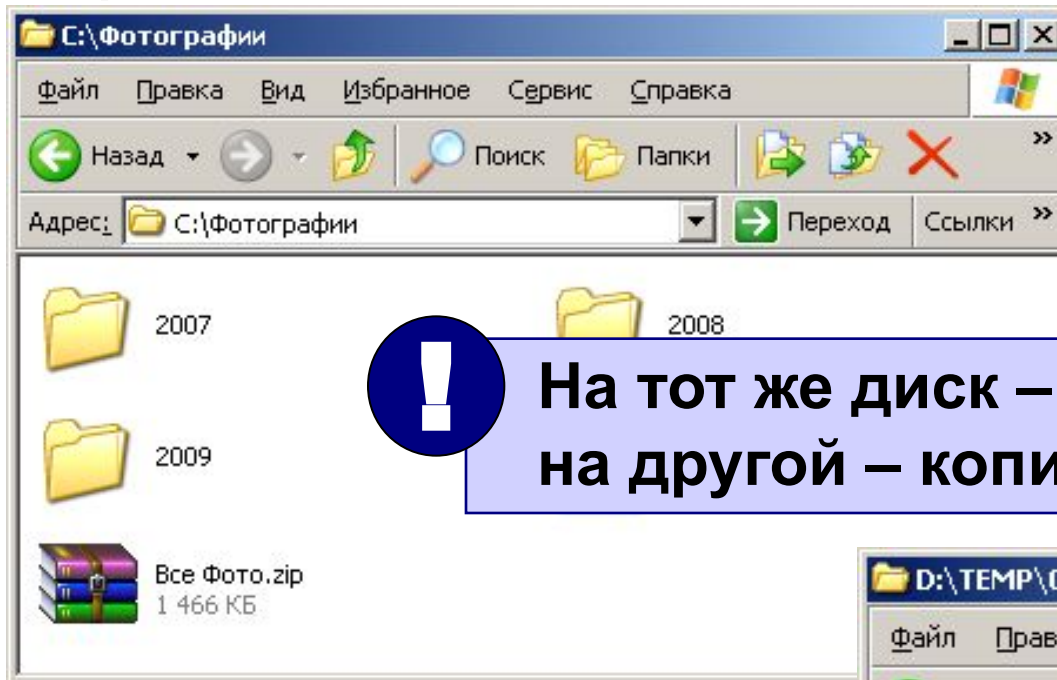 С:\Фотографии
Файл Правка Вид Избранное Сервис Справка
Назад Поиск Папки »
Адрес: С:\Фотографии Переход Ссылки »
2007 2008
! На тот же диск –
на другой – копи
2009
Все Фото.zip
1 466 КБ
D:\TEMP\
Файл Прав